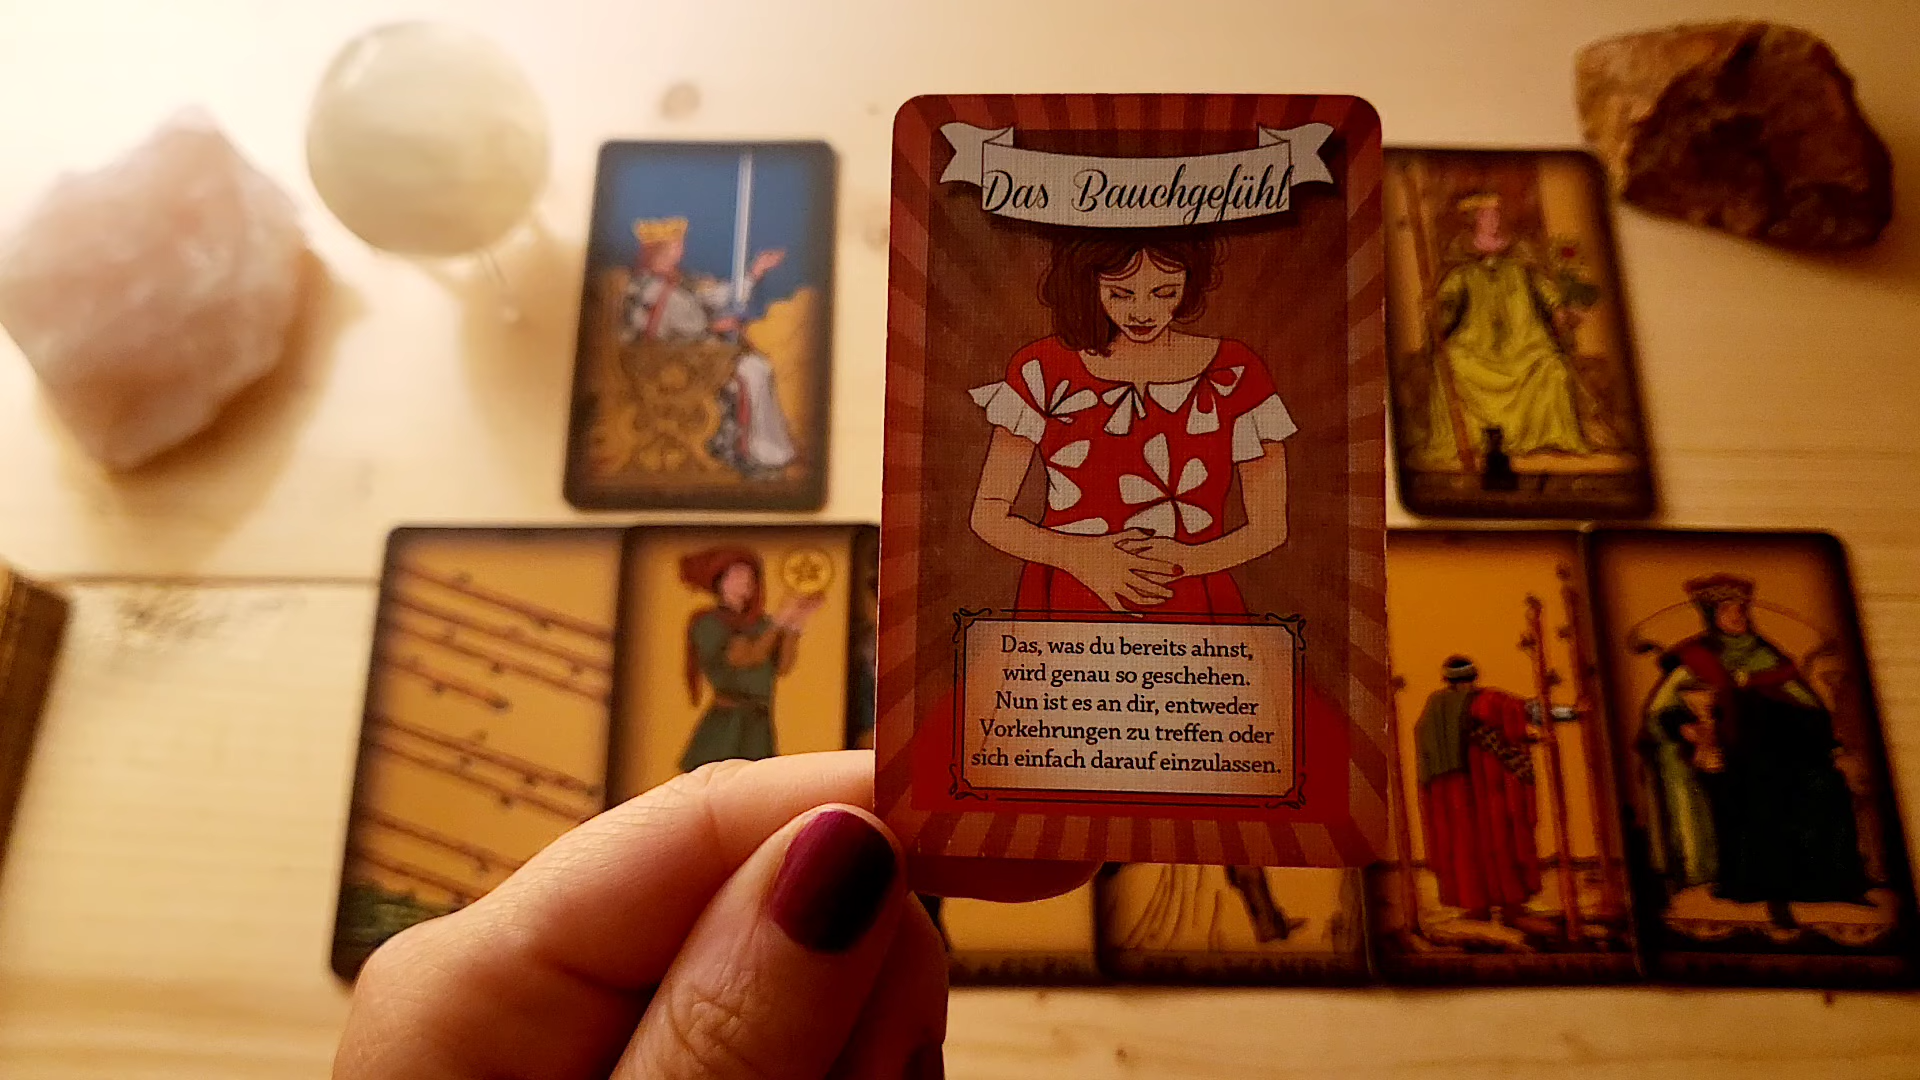 Das Bauchgefühl
Das, was du bereits ahnst,
wird genau so geschehen.
Nun ist es an dir, entweder
Vorkehrungen zu treffen oder
sich einfach darauf einzulassen.